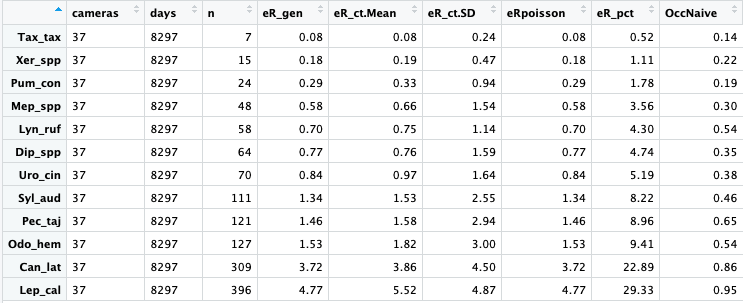 cameras days n eR_gen eR_ct.Mean eR_ct.SD eRpoisson eR_pct OccNaive
Tax_tax 37 8297 7 0.08 0.08 0.24 0.08 0.52 0.14
Xer_spp 37 8297 15 0.18 0.19 0.47 0.18 1.11 0.22
Pum_con 37 8297 24 0.29 0.33 0.94 0.29 1.78 0.19
Mep_spp 37 8297 48 0.58 0.66 1.54 0.58 3.56 0.30
Lyn_ruf 37 8297 58 0.70 0.75 1.14 0.70 4.30 0.54
Dip_spp 37 8297 64 0.77 0.76 1.59 0.77 4.74 0.35
Uro_cin 37 8297 70 0.84 0.97 1.64 0.84 5.19 0.38
Syl_aud 37 8297 111 1.34 1.53 2.55 1.34 8.22 0.46
Pec_taj 37 8297 121 1.46 1.58 2.94 1.46 8.96 0.65
Odo_hem 37 8297 127 1.53 1.82 3.00 1.53 9.41 0.54
Can_lat 37 8297 309 3.72 3.86 4.50 3.72 22.89 0.86
Lep_cal 37 8297 396 4.77 5.52 4.87 4.77 29.33 0.95